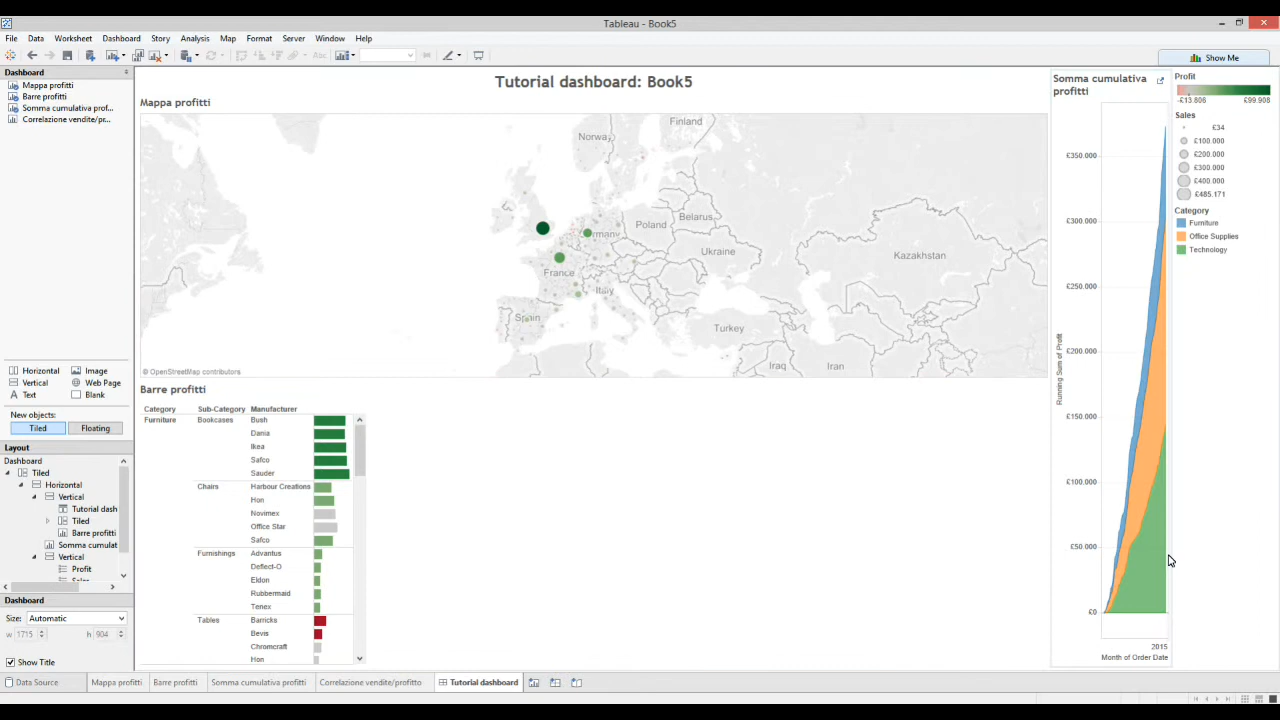 Tableau - Book5
File Data Worksheet Dashboard Story Analysis Map Format Server Window Help
Show Me
Dashboard
Mappa profitti
Barre profitti
Somma cumulativa prof...
Correlazione vendite/pr...
Horizontal Image
Vertical Web Page
Text Blank
New objects:
Tiled Floating
Layout
Dashboard
Tiled
Horizontal
Vertical
Tutorial dash
Tiled
Barre profitti
Somma cumulat
Vertical
Profit
Dashboard
Size: Automatic
w 1715 h 904
Show Title
Tutorial dashboard: Book5
Mappa profitti
Finland
Norwa
Poland
Belarus
Germany
Ukraine
Kazakhstan
France
Italy
Spain
Turkey
Iraq
Iran
© OpenStreetMap contributors
Barre profitti
Category Sub-Category Manufacturer
Furniture Bookcases Bush
Dania
Ikea
Safco
Sauder
Chairs Harbour Creations
Hon
Novimex
Office Star
Safco
Furnishings Advantus
Deflect-O
Eldon
Rubbermaid
Tenex
Tables Barricks
Bevis
Chromcraft
Hon
Somma cumulativa
profitti
£350.000
£300.000
£250.000
£200.000
£150.000
£100.000
£50.000
£0
Running Sum of Profit
2015
Month of Order Date
Profit
-£13.806 £99.908
Sales
£34
£100.000
£200.000
£300.000
£400.000
£485.171
Category
Furniture
Office Supplies
Technology
Data Source Mappa profitti Barre profitti Somma cumulativa profitti Correlazione vendite/profitto Tutorial dashboard